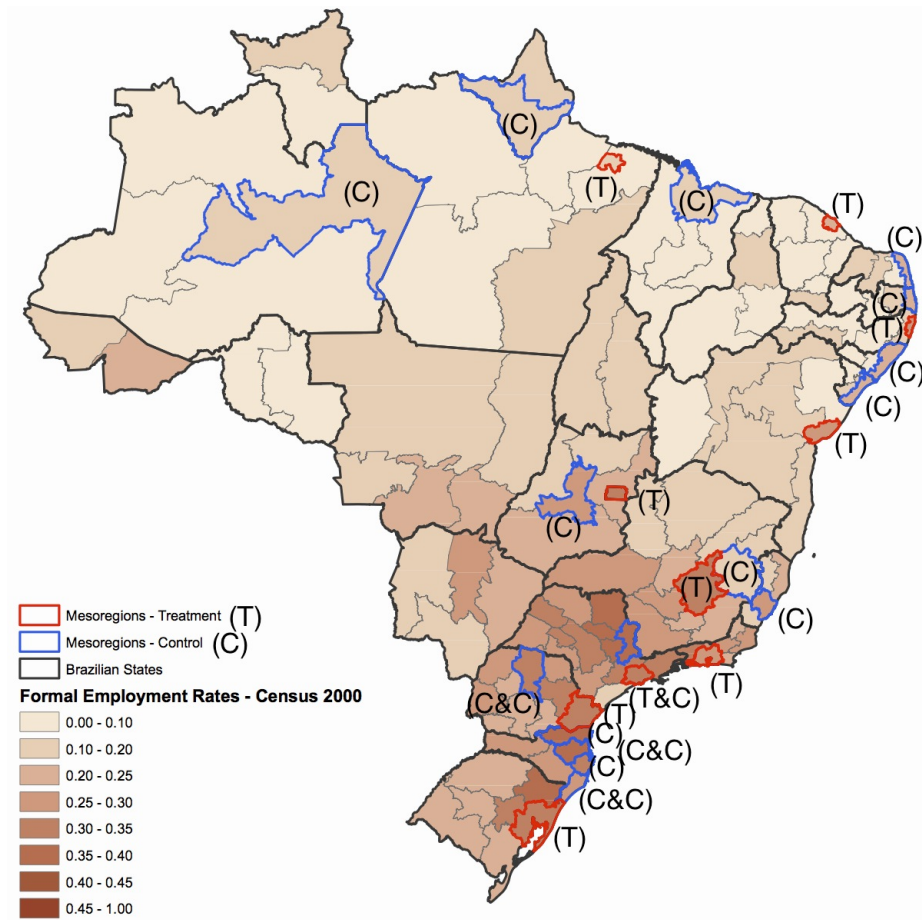 (C)
(C)
(T)
(C)
(T)
(C)
(C)
(T)
(C)
(C)
(T)
(T)
(C)
(T)
(C)
(C)
Mesoregions - Treatment (T)
Mesoregions - Control (C)
Brazilian States
(T)
(T&C)
(C&C)
(T)
(C)
(C&C)
(C)
(C&C)
(T)
Formal Employment Rates - Census 2000
0.00 - 0.10
0.10 - 0.20
0.20 - 0.25
0.25 - 0.30
0.30 - 0.35
0.35 - 0.40
0.40 - 0.45
0.45 - 1.00